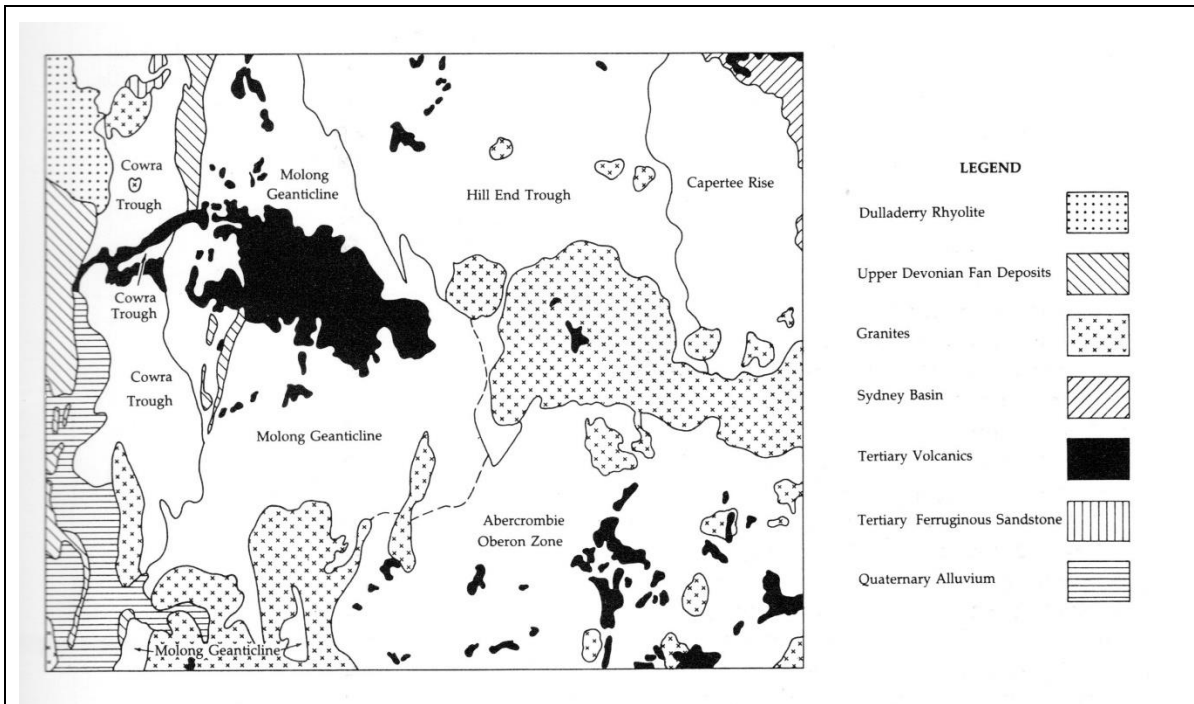 Cowra
Trough
Molong
Geanticline
Hill End Trough
Capertee Rise
Cowra
Trough
Cowra
Trough
Molong Geanticline
Abercrombie
Oberon Zone
Molong Geanticline
LEGEND
Dulladerry Rhyolite
Upper Devonian Fan Deposits
Granites
Sydney Basin
Tertiary Volcanics
Tertiary Ferruginous Sandstone
Quaternary Alluvium